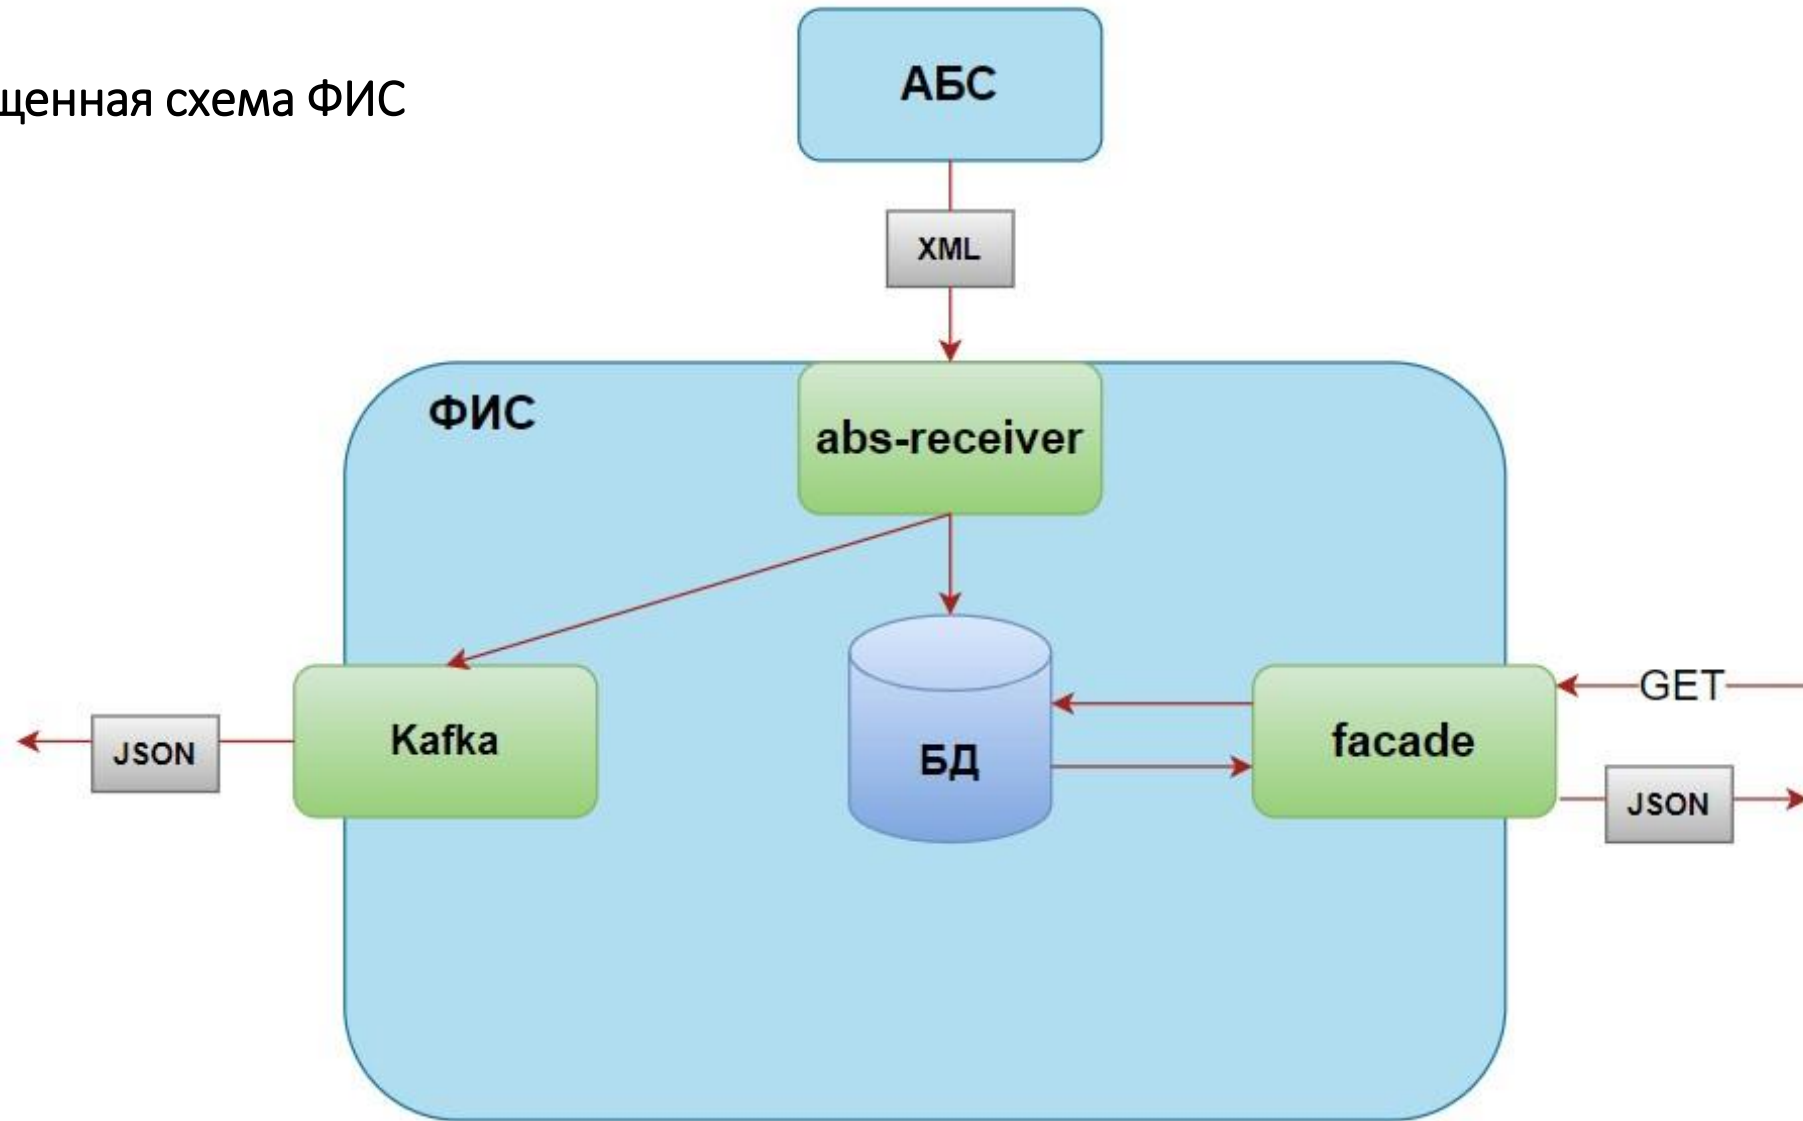 щенная схема ФИС
АБС
XML
ФИС
abs-receiver
GET
Kafka
facade
JSON
БД
JSON